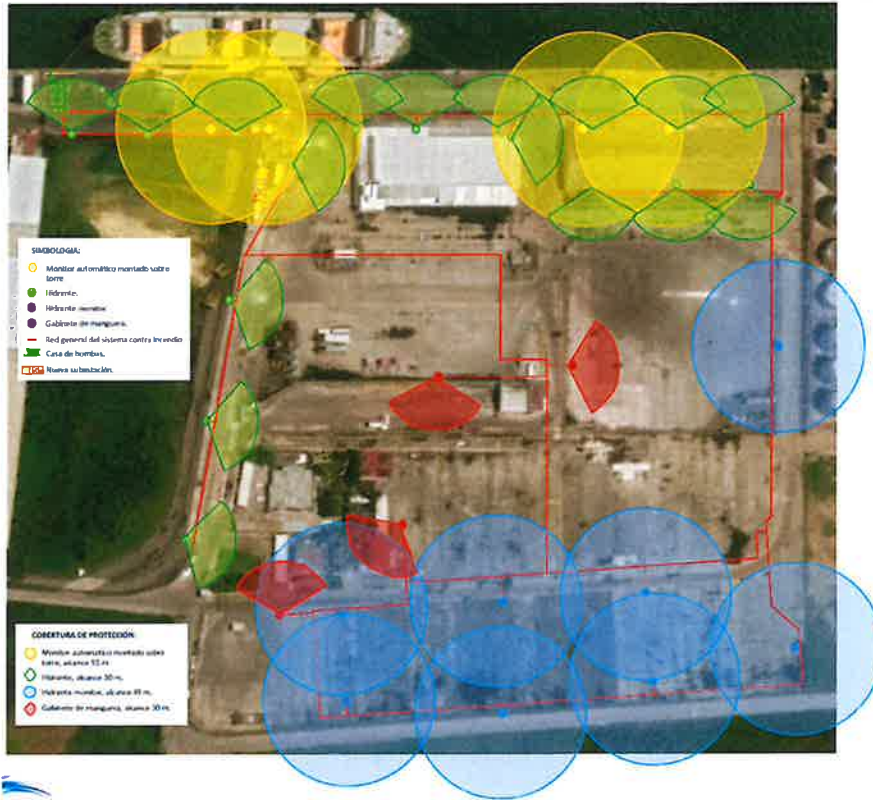 SIMBOLOGIA:
Monitor automático montado sobre
torre
Hidrante.
Hidrante monitor
Gabinete de manguera.
Red general del sistema contra incendio
Casa de bombas.
Nueva subestación.
COBERTURA DE PROTECCIÓN:
Monitor automático montado sobre
torre, alcance 55 m
Hidrante, alcance 30 m.
Hidrante monitor, alcance 45 m.
Gabinete de manguera, alcance 30 m.